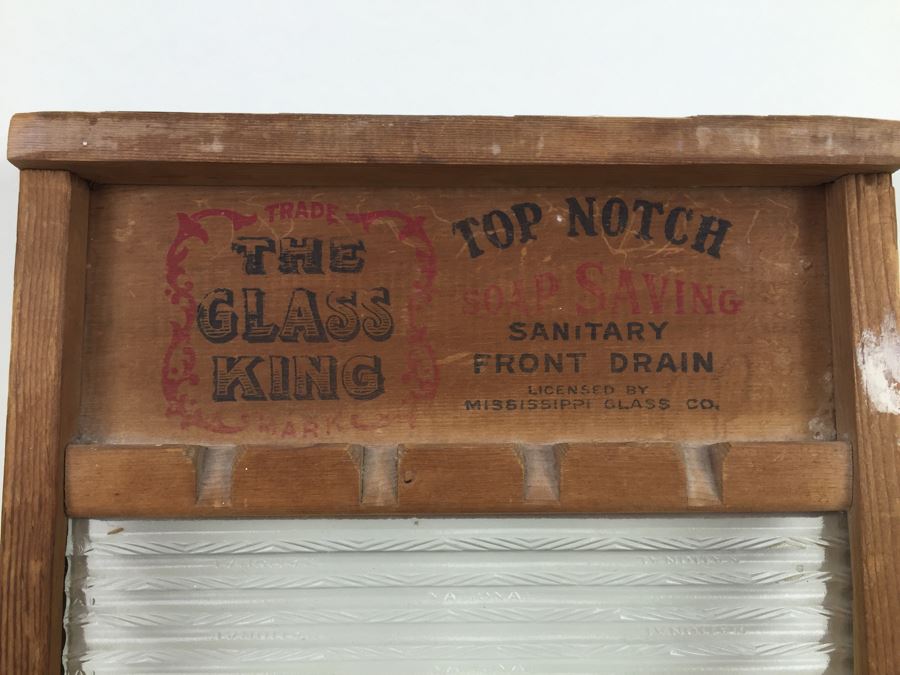 TRADE
THE
GLASS
KING
MARK
TOP NOTCH
SOAP SAVING
SANITARY
FRONT DRAIN
LICENSED BY
MISSISSIPPI GLASS CO.